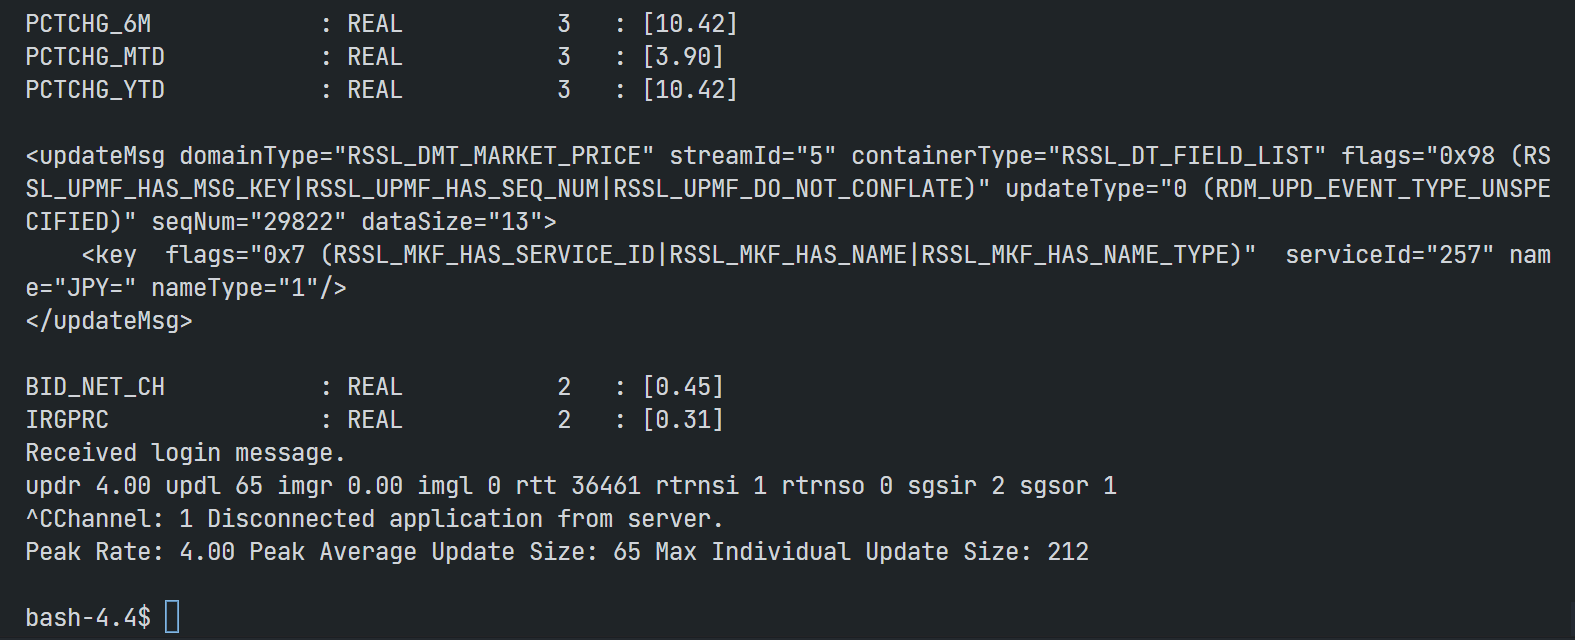 PCTCHG_6M            : REAL           3   : [10.42]
PCTCHG_MTD           : REAL           3   : [3.90]
PCTCHG_YTD           : REAL           3   : [10.42]
<updateMsg domainType="RSSL_DMT_MARKET_PRICE" streamId="5" containerType="RSSL_DT_FIELD_LIST" flags="0x98 (RS
SL_UPMF_HAS_MSG_KEY|RSSL_UPMF_HAS_SEQ_NUM|RSSL_UPMF_DO_NOT_CONFLATE)" updateType="0 (RDM_UPD_EVENT_TYPE_UNSPE
CIFIED)" seqNum="29822" dataSize="13">
    <key  flags="0x7 (RSSL_MKF_HAS_SERVICE_ID|RSSL_MKF_HAS_NAME|RSSL_MKF_HAS_NAME_TYPE)"  serviceId="257" nam
e="JPY=" nameType="1"/>
</updateMsg>
BID_NET_CH           : REAL           2   : [0.45]
IRGPRC               : REAL           2   : [0.31]
Received login message.
updr 4.00 updl 65 imgr 0.00 imgl 0 rtt 36461 rtrnsi 1 rtrnso 0 sgsir 2 sgsor 1
^CChannel: 1 Disconnected application from server.
Peak Rate: 4.00 Peak Average Update Size: 65 Max Individual Update Size: 212
bash-4.4$